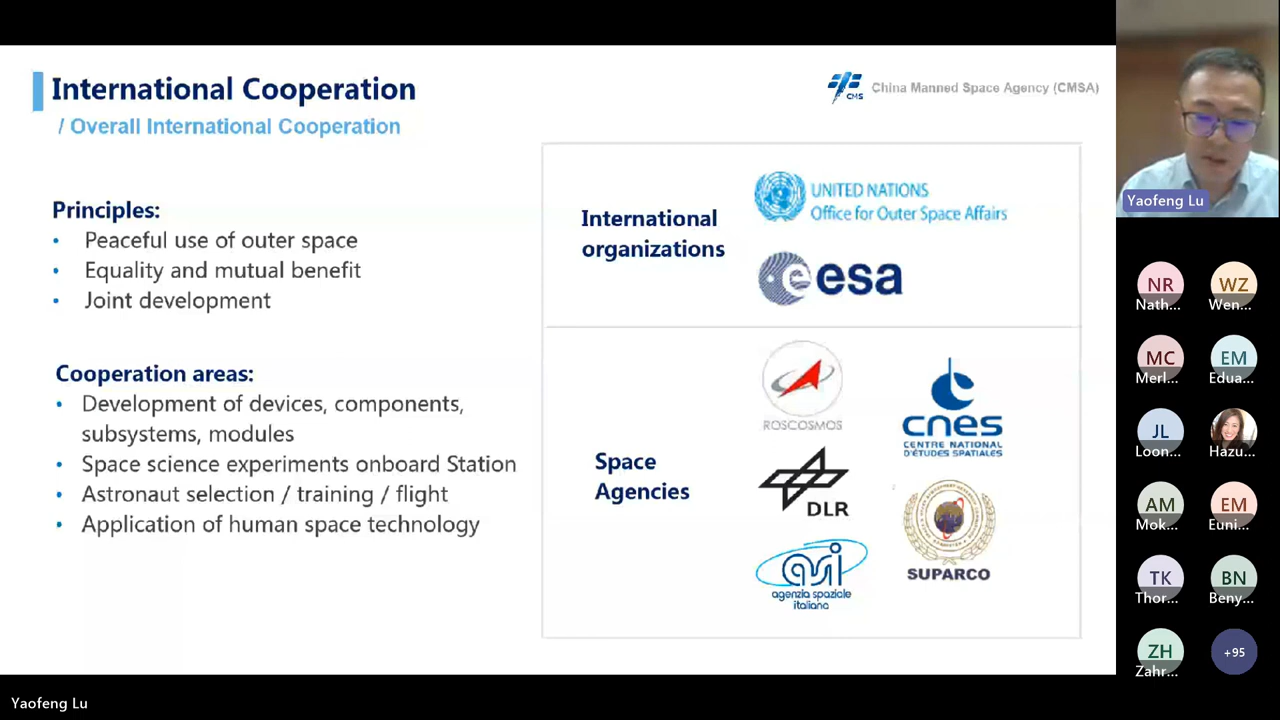 International Cooperation
/ Overall International Cooperation
CMS
China Manned Space Agency (CMSA)
Principles:
• Peaceful use of outer space
• Equality and mutual benefit
• Joint development
Cooperation areas:
• Development of devices, components,
subsystems, modules
• Space science experiments onboard Station
• Astronaut selection / training / flight
• Application of human space technology
International
organizations
UNITED NATIONS
Office for Outer Space Affairs
esa
Space
Agencies
ROSCOSMOS
cnes
CENTRE NATIONAL
D'ÉTUDES SPATIALES
DLR
SUPARCO
asi
agenzia spaziale
italiana
Yaofeng Lu
NR
Nath...
WZ
Wen...
MC
Merl...
EM
Edua...
JL
Loon...
Hazu...
AM
Mok...
EM
Euni...
TK
Thor...
BN
Beny...
ZH
Zahr...
+95
Yaofeng Lu